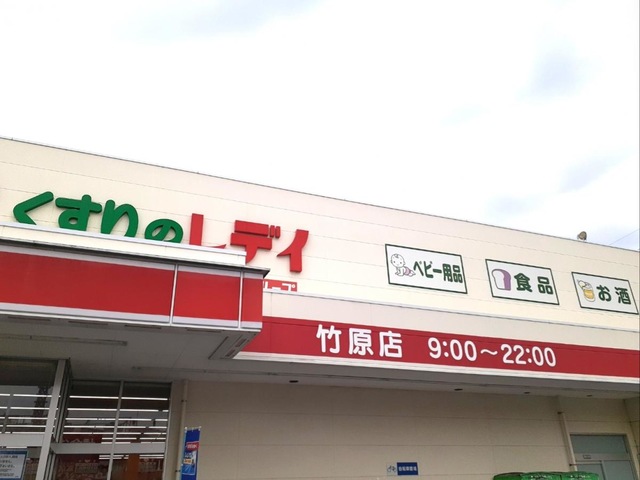 くすりのレデイ
ベビー用品
食品
お酒
竹原店 9:00～22:00